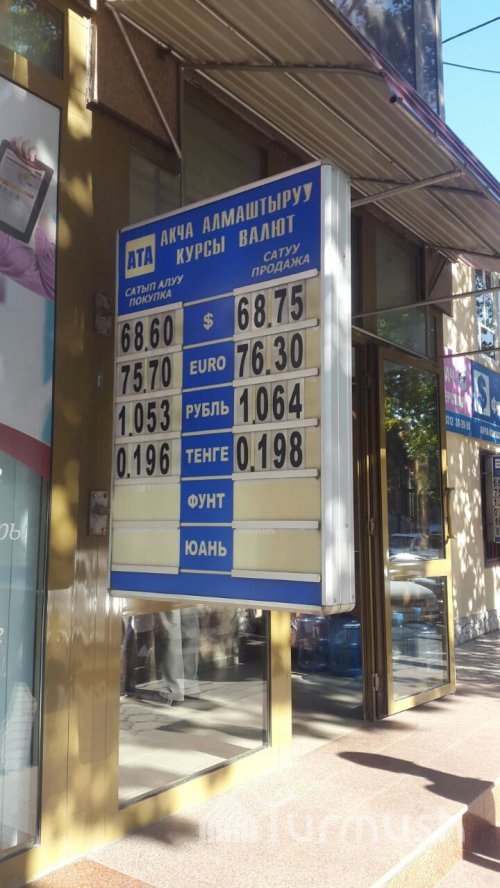 АТА
АКЧА АЛМАШТЫРУУ
КУРСЫ ВАЛЮТ
САТЫП АЛУУ
ПОКУПКА
САТУУ
ПРОДАЖА
68.60 $ 68.75
75.70 EURO 76.30
1.053 РУБЛЬ 1.064
0.196 ТЕНГЕ 0.198
ФУНТ
ЮАНЬ
Turmush